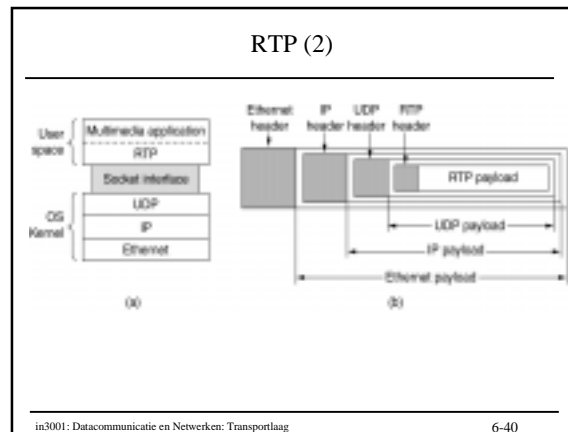 RTP (2)
User
space
Multimedia application
RTP
Socket interface
OS
Kernel
UDP
IP
Ethernet
(a)
Ethernet
header
IP
header
UDP
header
RTP
header
RTP payload
UDP payload
IP payload
Ethernet payload
(b)
in3001: Datacommunicatie en Netwerken: Transportlaag
6-40